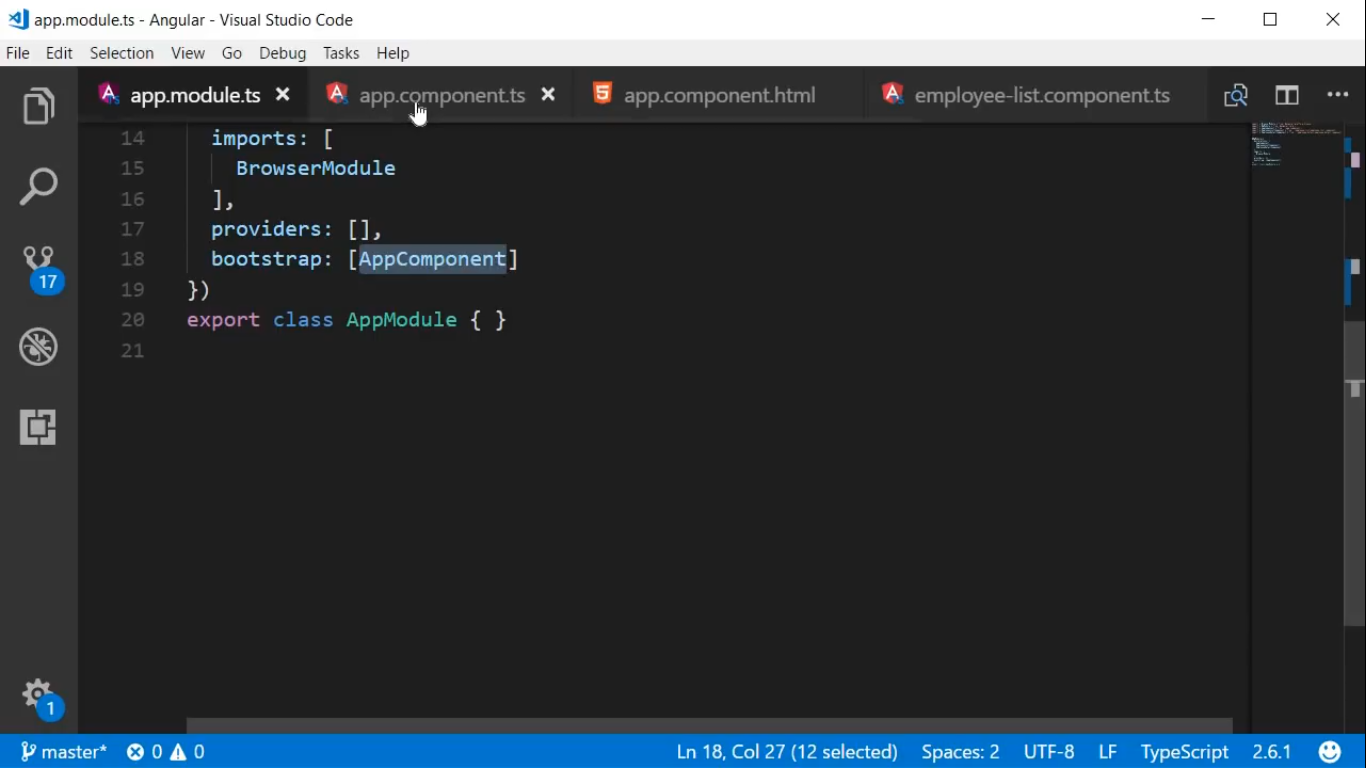 app.module.ts - Angular - Visual Studio Code
File Edit Selection View Go Debug Tasks Help
app.module.ts app.component.ts app.component.html employee-list.component.ts
14 imports: [
15 BrowserModule
16 ],
17 providers: [],
18 bootstrap: [AppComponent]
19 })
20 export class AppModule { }
21
17
1
master* 0 0 Ln 18, Col 27 (12 selected) Spaces: 2 UTF-8 LF TypeScript 2.6.1